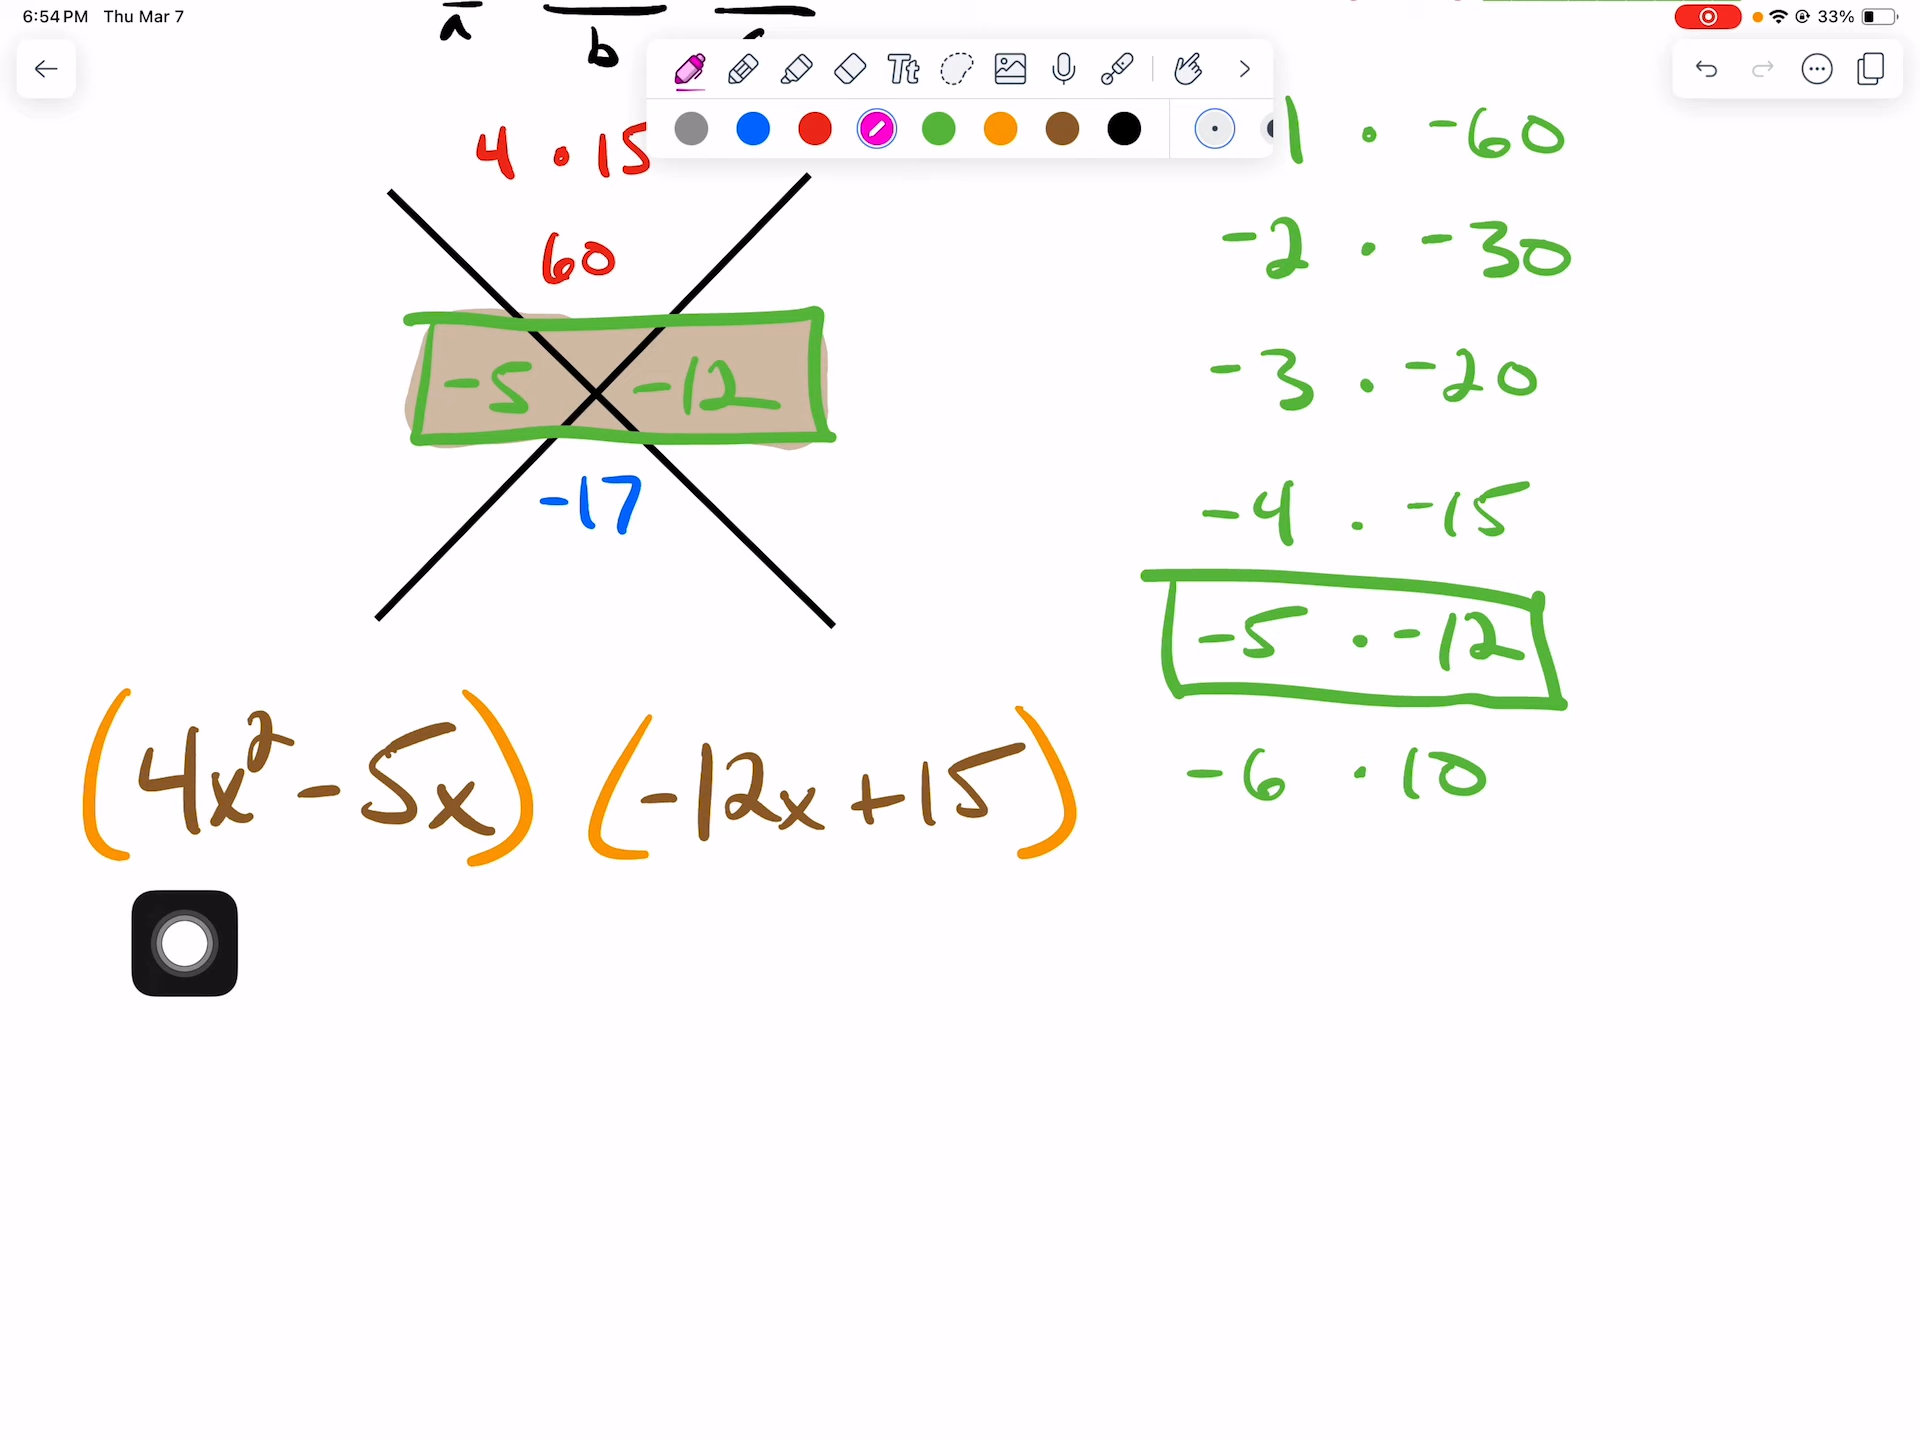 6:54 PM Thu Mar 7
33%
a b
Tt
4 · 15
60
-5 -12
-17
1 · -60
-2 · -30
-3 · -20
-4 · -15
-5 · -12
-6 · 10
(4x² - 5x) (-12x + 15)